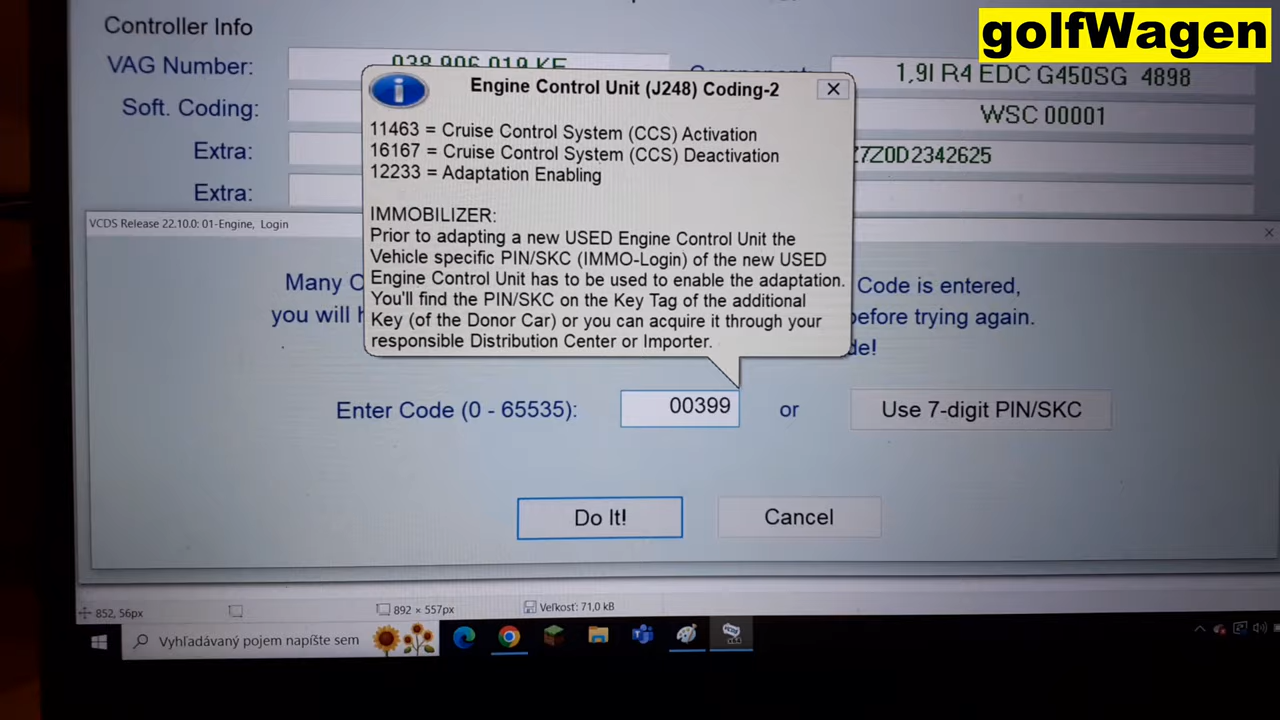 golfWagen
Controller Info
VAG Number:
038 906 019 KE
Component
1,9l R4 EDC G450SG 4898
Soft. Coding:
WSC 00001
Extra:
Z7Z0D2342625
Extra:
Engine Control Unit (J248) Coding-2
11463 = Cruise Control System (CCS) Activation
16167 = Cruise Control System (CCS) Deactivation
12233 = Adaptation Enabling
IMMOBILIZER:
Prior to adapting a new USED Engine Control Unit the
Vehicle specific PIN/SKC (IMMO-Login) of the new USED
Engine Control Unit has to be used to enable the adaptation.
You'll find the PIN/SKC on the Key Tag of the additional
Key (of the Donor Car) or you can acquire it through your
responsible Distribution Center or Importer.
VCDS Release 22.10.0: 01-Engine, Login
Many Code is entered,
you will before trying again.
Enter Code (0 - 65535):
00399
or
Use 7-digit PIN/SKC
Do It!
Cancel
852, 56px
892 × 557px
Veľkosť: 71,0 kB
Vyhľadávaný pojem napíšte sem